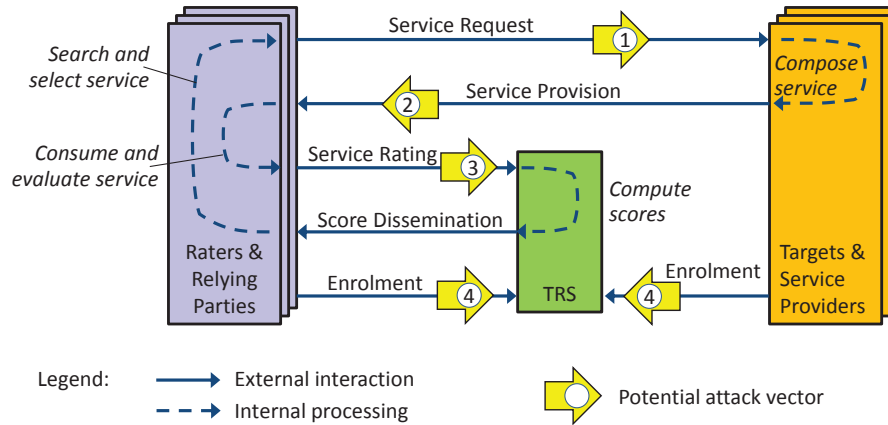 Search and
select service
Service Request
1
Compose
service
2
Service Provision
Consume and
evaluate service
Service Rating
3
Compute
scores
Score Dissemination
Raters &
Relying
Parties
Enrolment
4
TRS
4
Enrolment
Targets &
Service
Providers
Legend:
External interaction
Internal processing
Potential attack vector